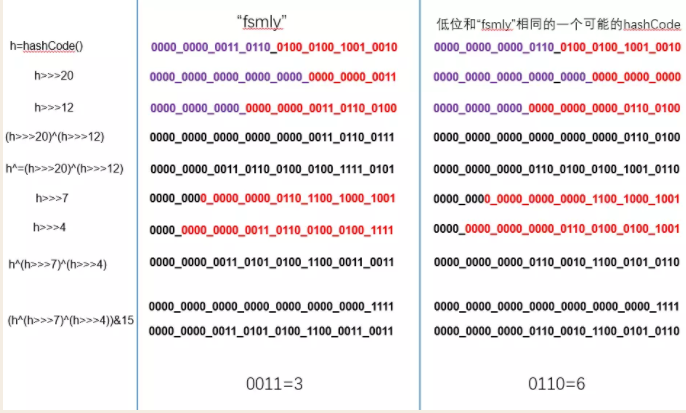 “fsmly” 低位和“fsmly”相同的一个可能的hashCode
h=hashCode() 0000_0000_0011_0110_0100_0100_1001_0010 0000_0000_0000_0110_0100_0100_1001_0010
h>>>20 0000_0000_0000_0000_0000_0000_0000_0011 0000_0000_0000_0000_0000_0000_0000_0000
h>>>12 0000_0000_0000_0000_0000_0011_0110_0100 0000_0000_0000_0000_0000_0000_0110_0100
(h>>>20)^(h>>>12) 0000_0000_0000_0000_0000_0011_0110_0111 0000_0000_0000_0000_0000_0000_0110_0100
h^=(h>>>20)^(h>>>12) 0000_0000_0011_0110_0100_0100_1111_0101 0000_0000_0000_0110_0100_0100_1001_0110
h>>>7 0000_0000_0000_0000_0110_1100_1000_1001 0000_0000_0000_0000_0000_1100_1000_1001
h>>>4 0000_0000_0000_0011_0110_0100_0100_1111 0000_0000_0000_0000_0110_0100_0100_1001
h^(h>>>7)^(h>>>4) 0000_0000_0011_0101_0100_1100_0011_0011 0000_0000_0000_0110_0010_1100_0101_0110
0000_0000_0000_0000_0000_0000_0000_1111 0000_0000_0000_0000_0000_0000_0000_1111
(h^(h>>>7)^(h>>>4))&15 0000_0000_0011_0101_0100_1100_0011_0011 0000_0000_0000_0110_0010_1100_0101_0110
0011=3 0110=6